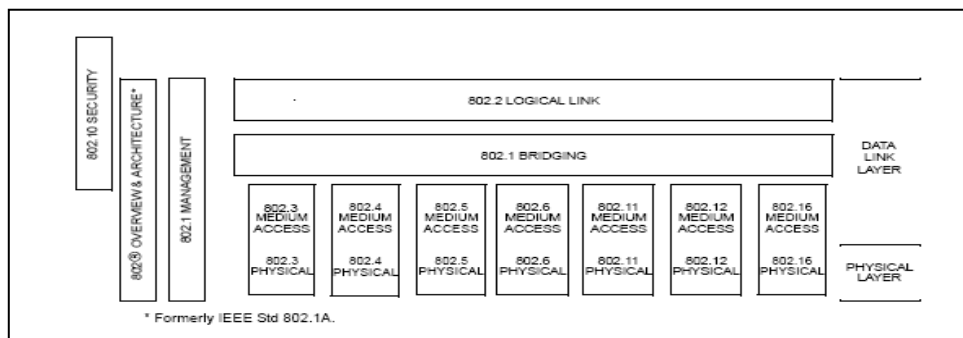 802.10 SECURITY
802® OVERVIEW & ARCHITECTURE*
802.1 MANAGEMENT
802.2 LOGICAL LINK
802.1 BRIDGING
DATA
LINK
LAYER
802.3
MEDIUM
ACCESS
802.3
PHYSICAL
802.4
MEDIUM
ACCESS
802.4
PHYSICAL
802.5
MEDIUM
ACCESS
802.5
PHYSICAL
802.6
MEDIUM
ACCESS
802.6
PHYSICAL
802.11
MEDIUM
ACCESS
802.11
PHYSICAL
802.12
MEDIUM
ACCESS
802.12
PHYSICAL
802.16
MEDIUM
ACCESS
802.16
PHYSICAL
PHYSICAL
LAYER
* Formerly IEEE Std 802.1A.